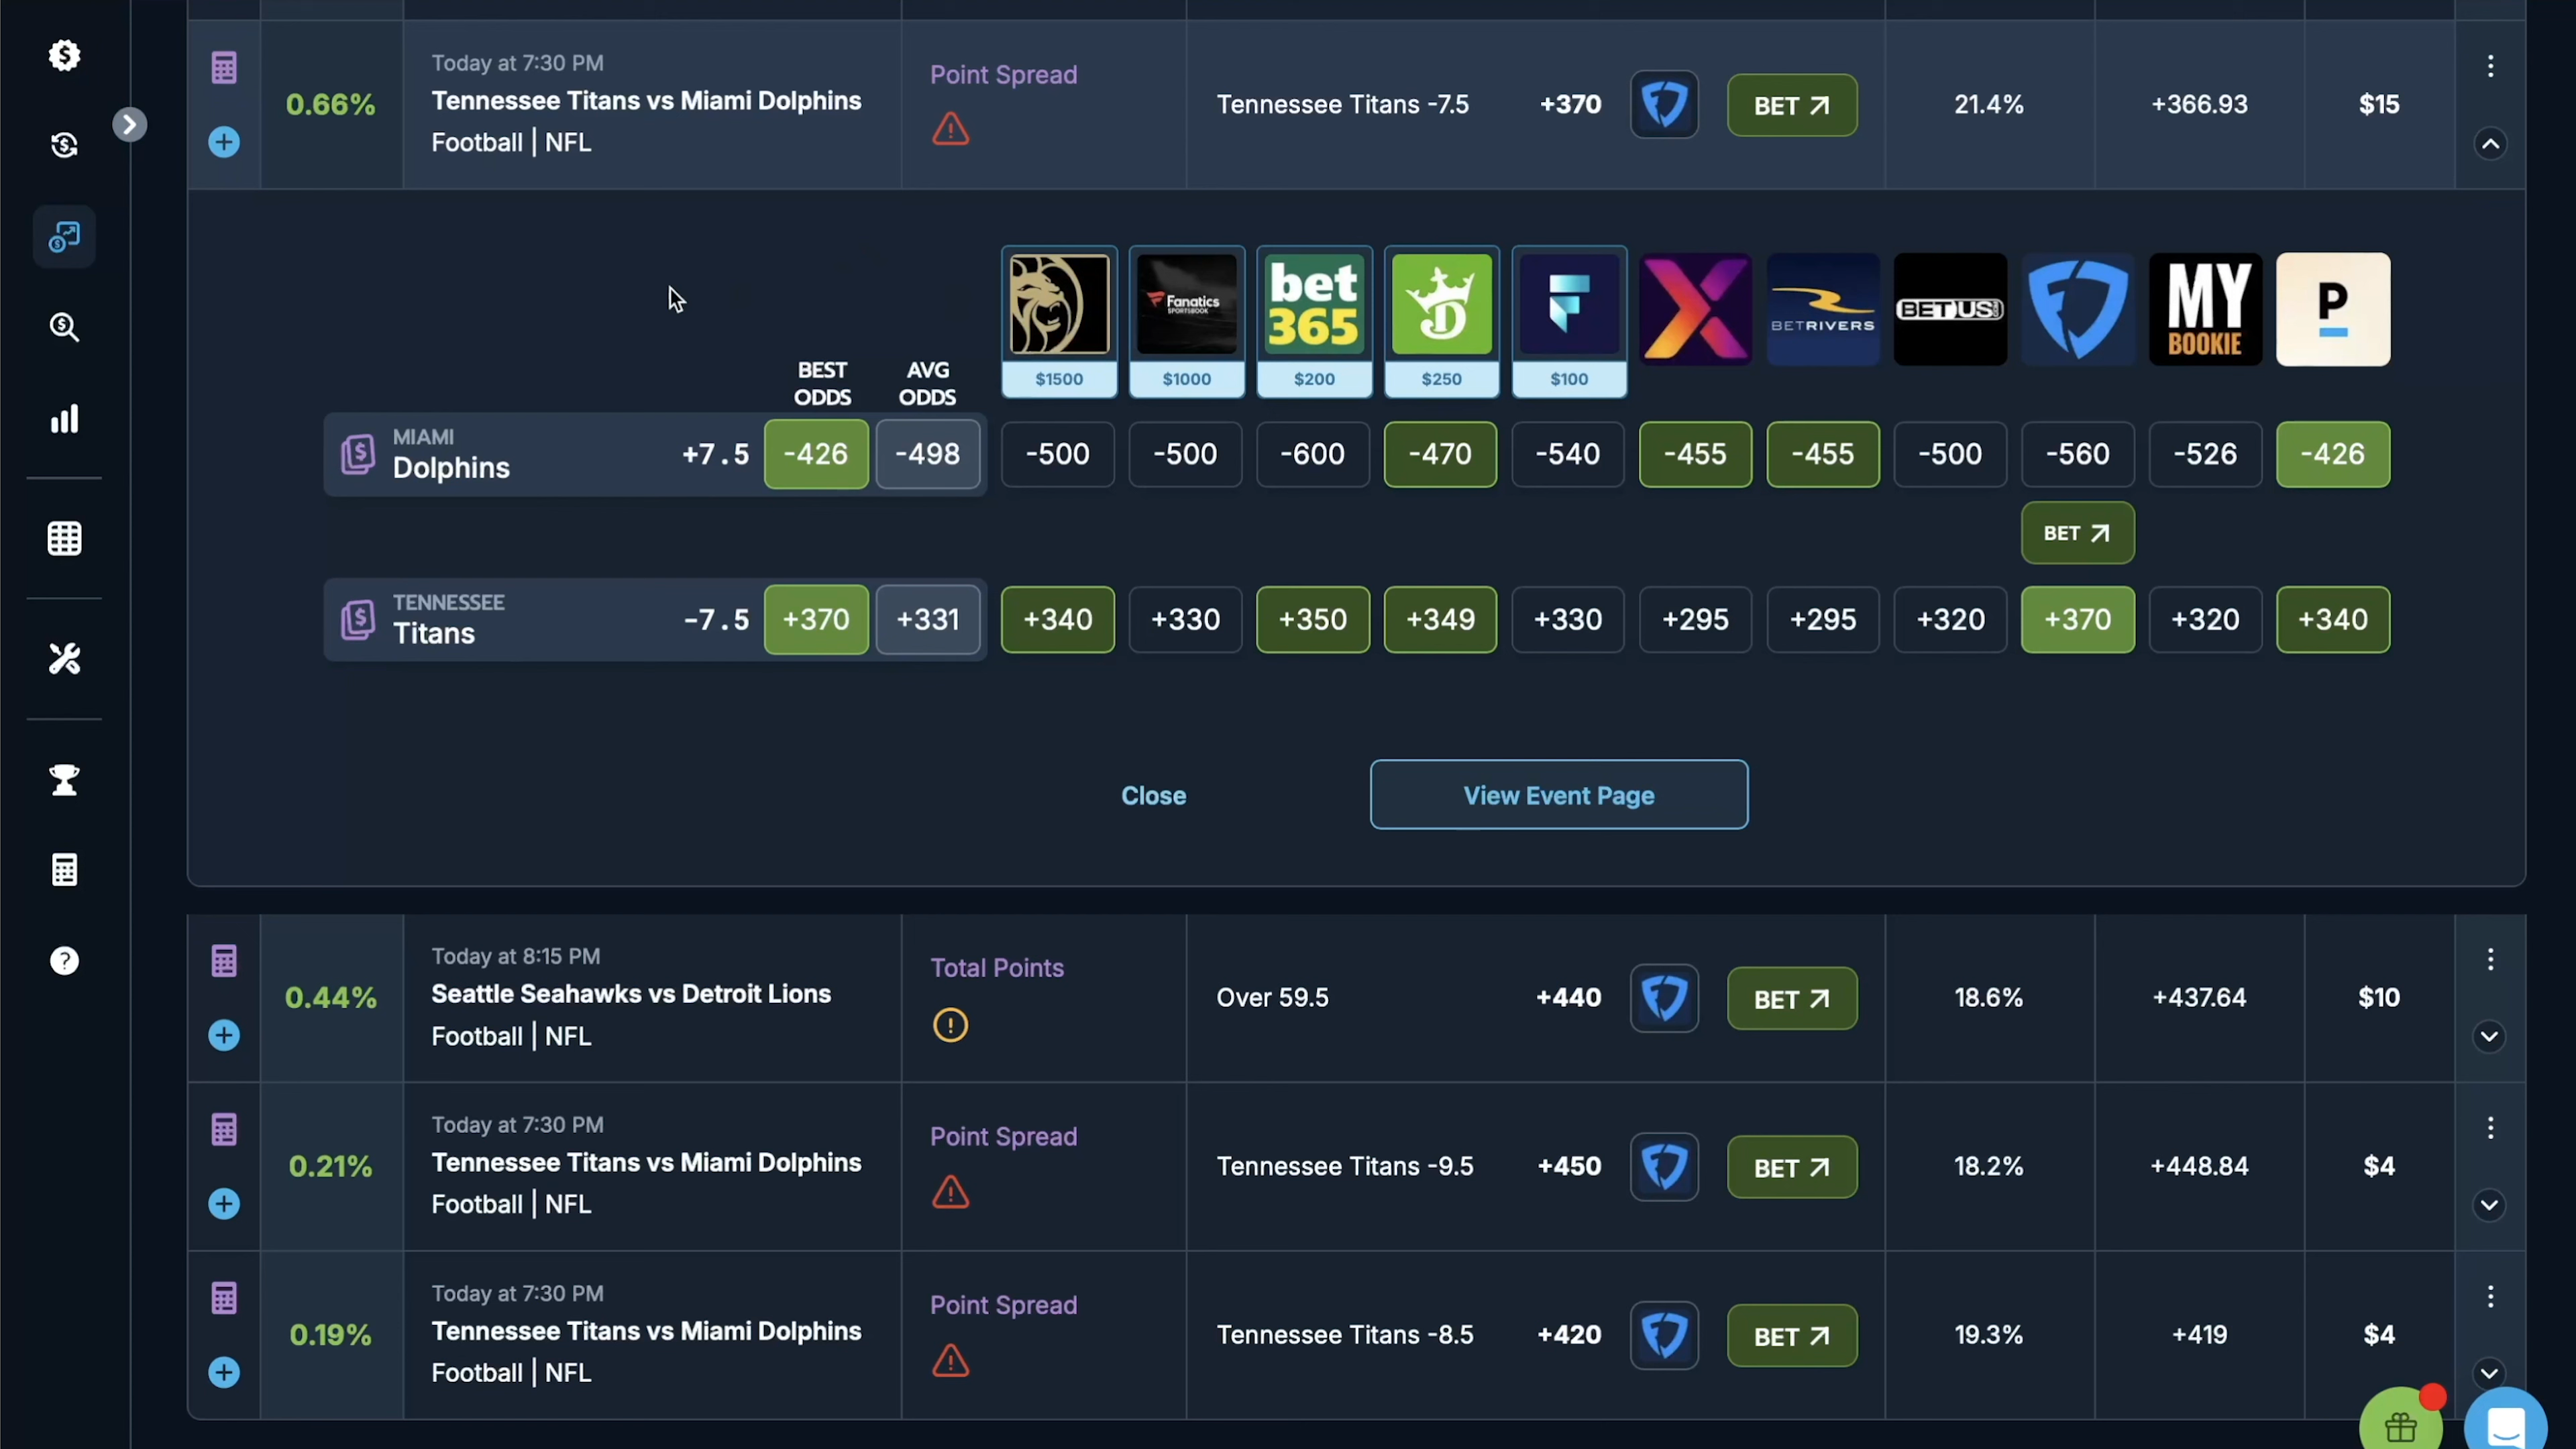 Today at 7:30 PM
0.66%
Tennessee Titans vs Miami Dolphins
Football | NFL
Point Spread
Tennessee Titans -7.5
+370
BET
21.4%
+366.93
$15
Fanatics
SPORTSBOOK
bet
365
BETRIVERS
BETUS
MY
BOOKIE
P
$1500
$1000
$200
$250
$100
BEST
ODDS
AVG
ODDS
MIAMI
Dolphins
+7.5
-426
-498
-500
-500
-600
-470
-540
-455
-455
-500
-560
-526
-426
BET
TENNESSEE
Titans
-7.5
+370
+331
+340
+330
+350
+349
+330
+295
+295
+320
+370
+320
+340
Close
View Event Page
Today at 8:15 PM
0.44%
Seattle Seahawks vs Detroit Lions
Football | NFL
Total Points
Over 59.5
+440
BET
18.6%
+437.64
$10
Today at 7:30 PM
0.21%
Tennessee Titans vs Miami Dolphins
Football | NFL
Point Spread
Tennessee Titans -9.5
+450
BET
18.2%
+448.84
$4
Today at 7:30 PM
0.19%
Tennessee Titans vs Miami Dolphins
Football | NFL
Point Spread
Tennessee Titans -8.5
+420
BET
19.3%
+419
$4